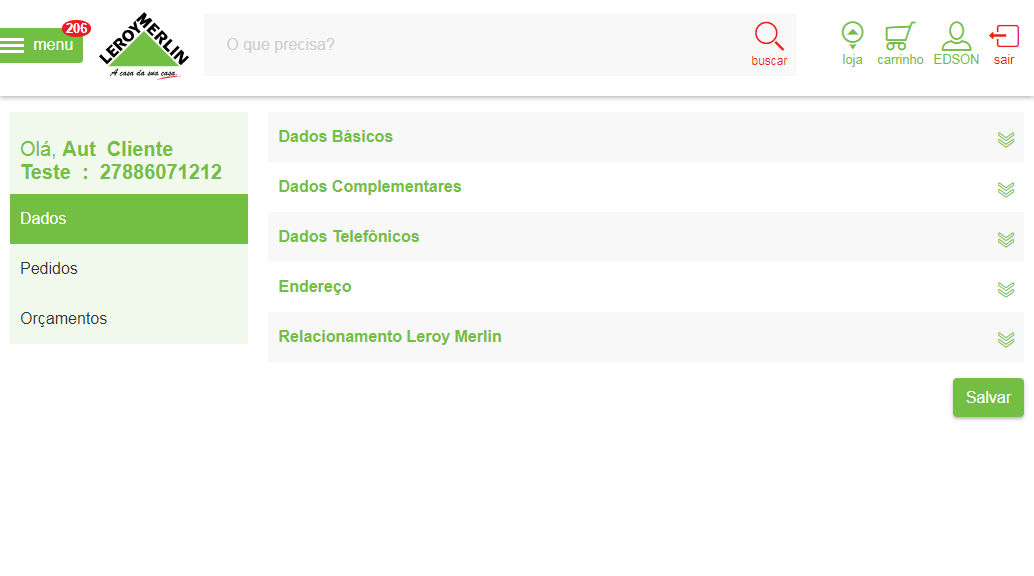 206
menu
LEROY MERLIN
A casa da sua casa.
O que precisa?
buscar
loja
carrinho
EDSON
sair
Olá, Aut Cliente
Teste : 27886071212
Dados
Pedidos
Orçamentos
Dados Básicos
Dados Complementares
Dados Telefônicos
Endereço
Relacionamento Leroy Merlin
Salvar